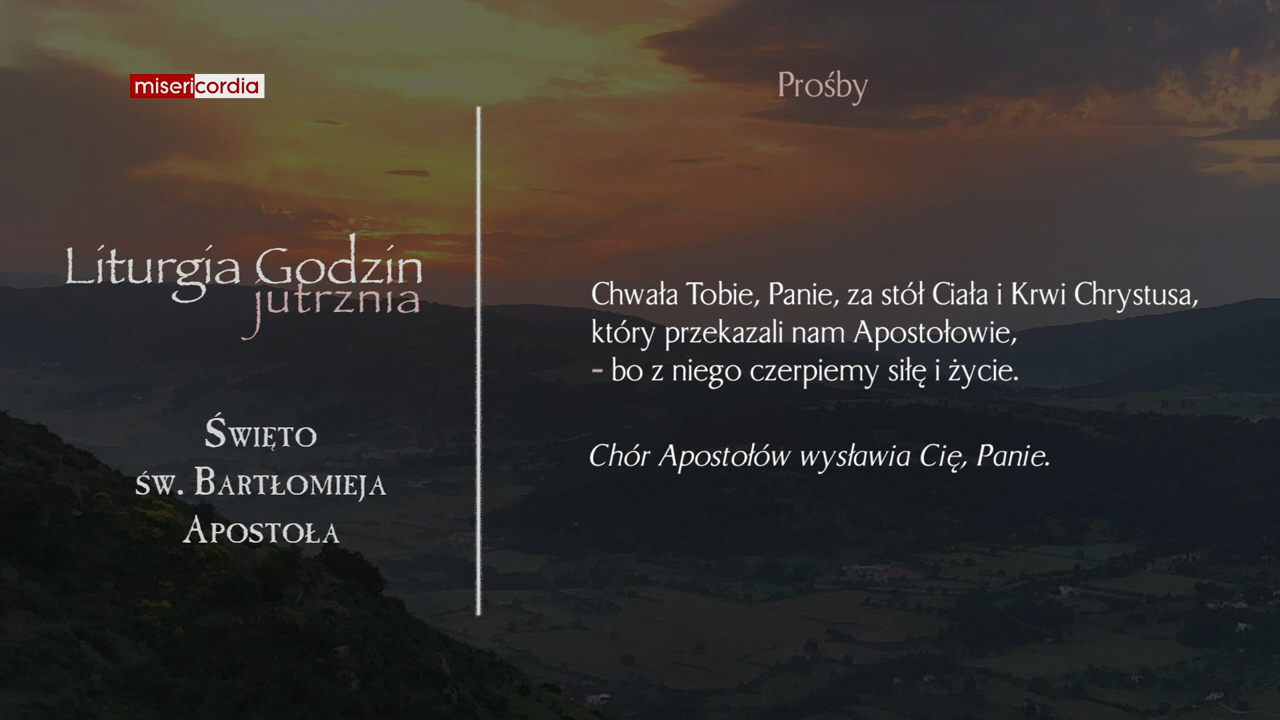 misericordia
Liturgia Godzin
jutrznia
Święto
św. Bartłomieja
Apostoła
Prośby
Chwała Tobie, Panie, za stół Ciała i Krwi Chrystusa,
który przekazali nam Apostołowie,
- bo z niego czerpiemy siłę i życie.
Chór Apostołów wysławia Cię, Panie.